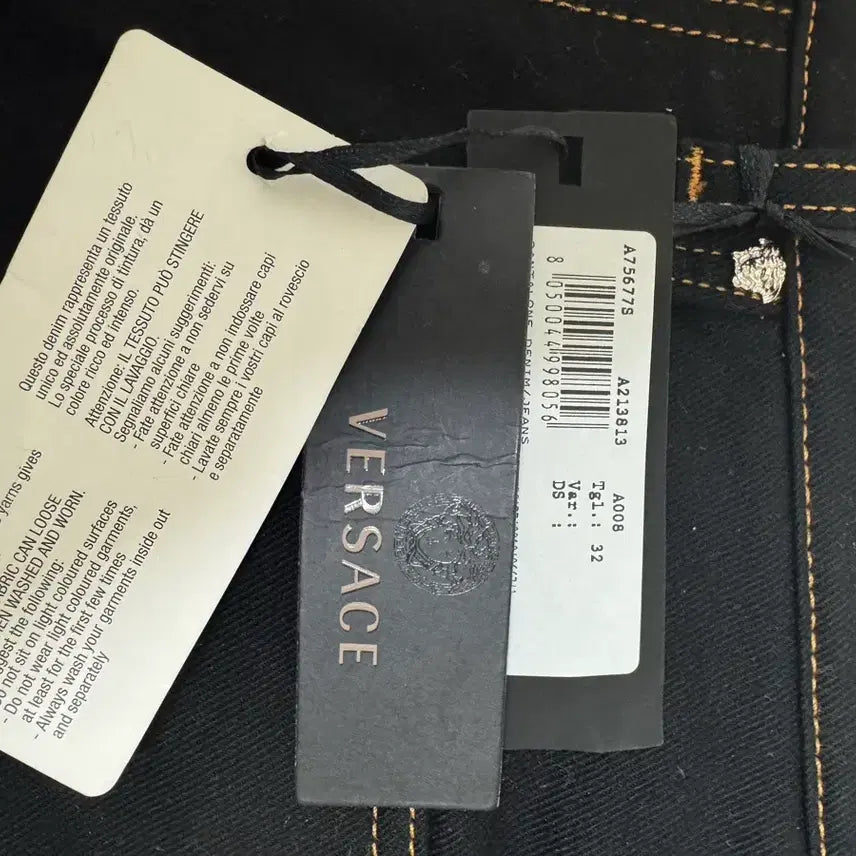 Questo denim rappresenta un tessuto
unico ed assolutamente originale.
Lo speciale processo di tintura, dà un
colore ricco ed intenso.
Attenzione: IL TESSUTO PUÒ STINGERE
CON IL LAVAGGIO.
Segnaliamo alcuni suggerimenti:
- Fate attenzione a non sedervi su
superfici chiare
- Fate attenzione a non indossare capi
chiari almeno le prime volte
- Lavate sempre i vostri capi al rovescio
e separatamente
yarns gives
BRIC CAN LOOSE
EN WASHED AND WORN.
ggest the following:
not sit on light coloured surfaces
- Do not wear light coloured garments,
at least for the first few times
- Always wash your garments inside out
and separately
VERSACE
A75677S A213813 A008
8 050044 998056
Tgl.: 32
Var.:
DS :
DENIM/JEANS